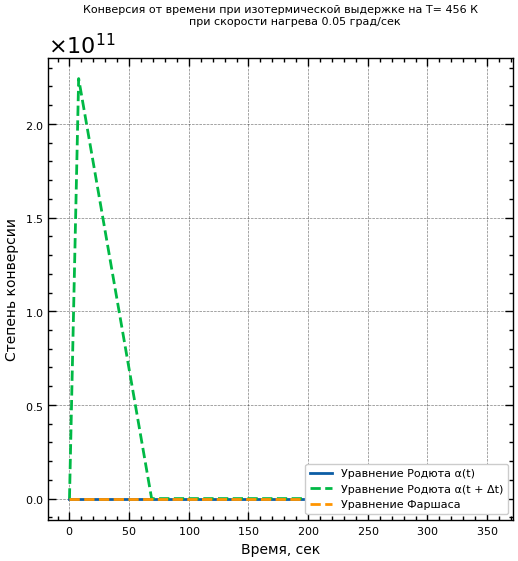 Конверсия от времени при изотермической выдержке на T= 456 К
при скорости нагрева 0.05 град/сек
×10¹¹
2.0
1.5
1.0
0.5
0.0
Степень конверсии
0 50 100 150 200 250 300 350
Время, сек
Уравнение Родюта α(t)
Уравнение Родюта α(t + Δt)
Уравнение Фаршаса